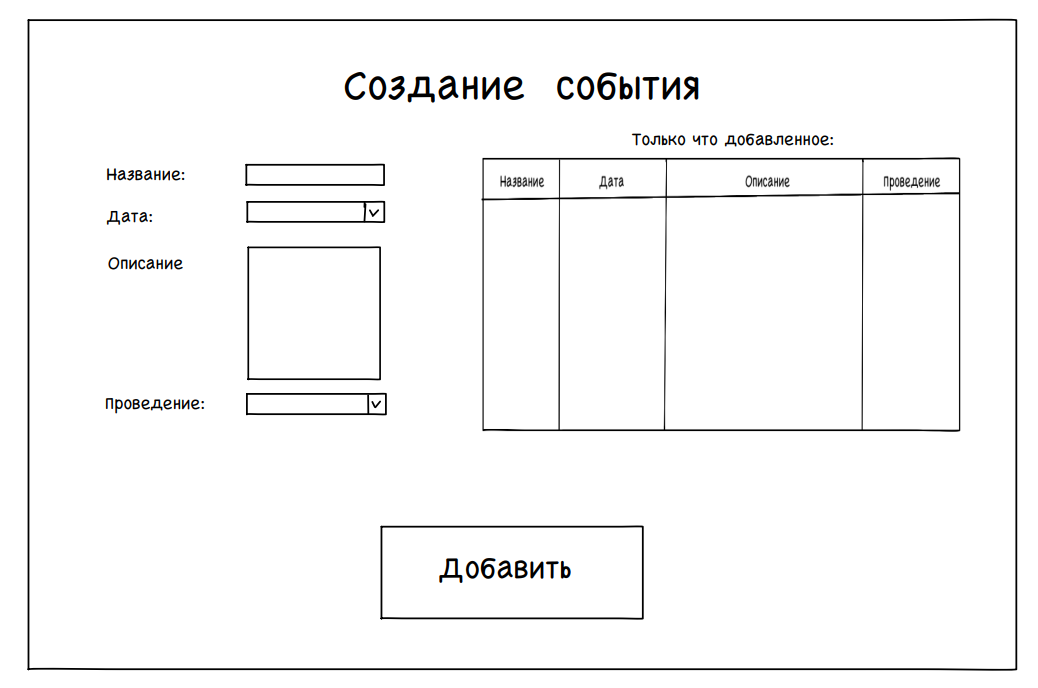 Создание события
Только что добавленное:
Название:
Дата:
Описание
Проведение:
Название Дата Описание Проведение
Добавить